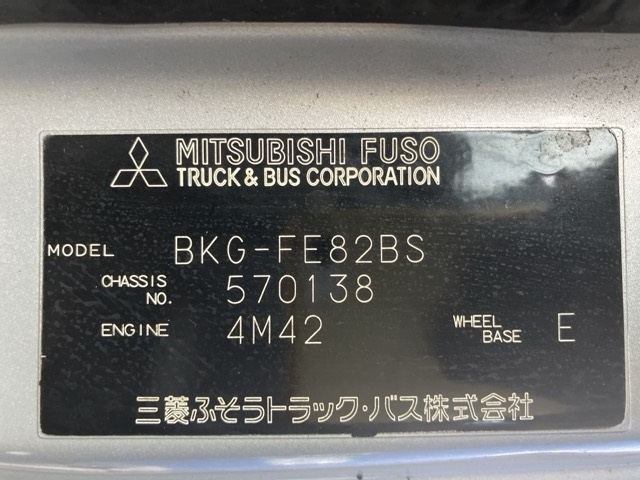 MITSUBISHI FUSO
TRUCK & BUS CORPORATION
MODEL BKG-FE82BS
CHASSIS NO. 570138
ENGINE 4M42 WHEEL BASE E
三菱ふそうトラック・バス株式会社